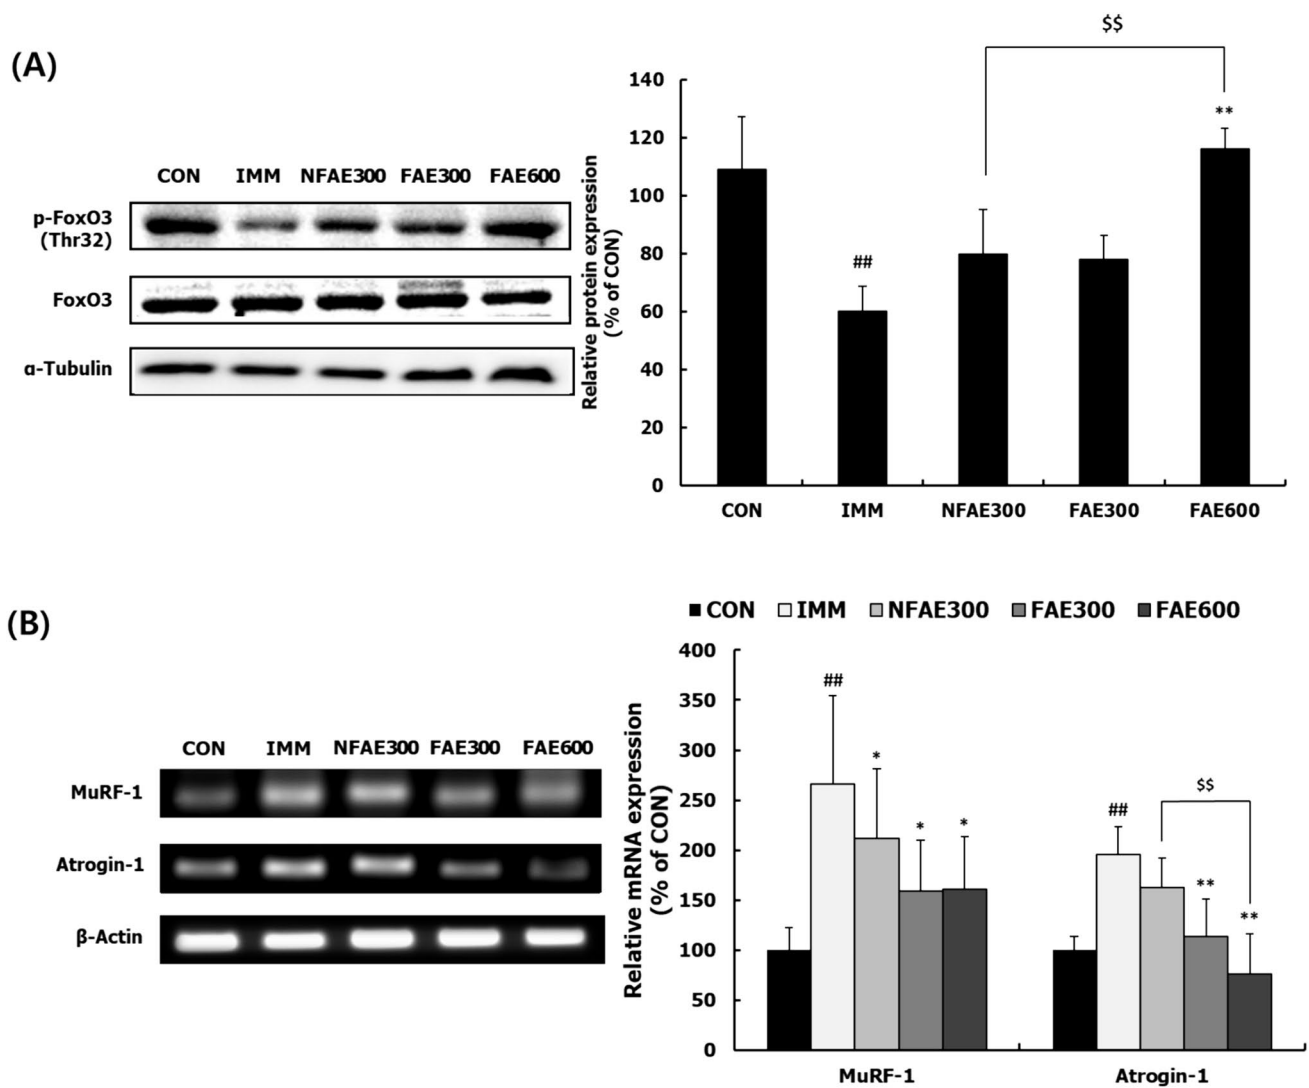 (A)
CON IMM NFAE300 FAE300 FAE600
p-FoxO3
(Thr32)
FoxO3
α-Tubulin
Relative protein expression
(% of CON)
140
120
100
80
60
40
20
0
##
**
$$
CON IMM NFAE300 FAE300 FAE600
(B)
CON IMM NFAE300 FAE300 FAE600
MuRF-1
Atrogin-1
β-Actin
CON IMM NFAE300 FAE300 FAE600
Relative mRNA expression
(% of CON)
400
350
300
250
200
150
100
50
0
##
*
*
*
##
$$
**
**
MuRF-1 Atrogin-1